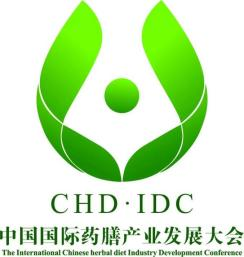 CHD·IDC
中国国际药膳产业发展大会
The International Chinese herbal diet Industry Development Conference